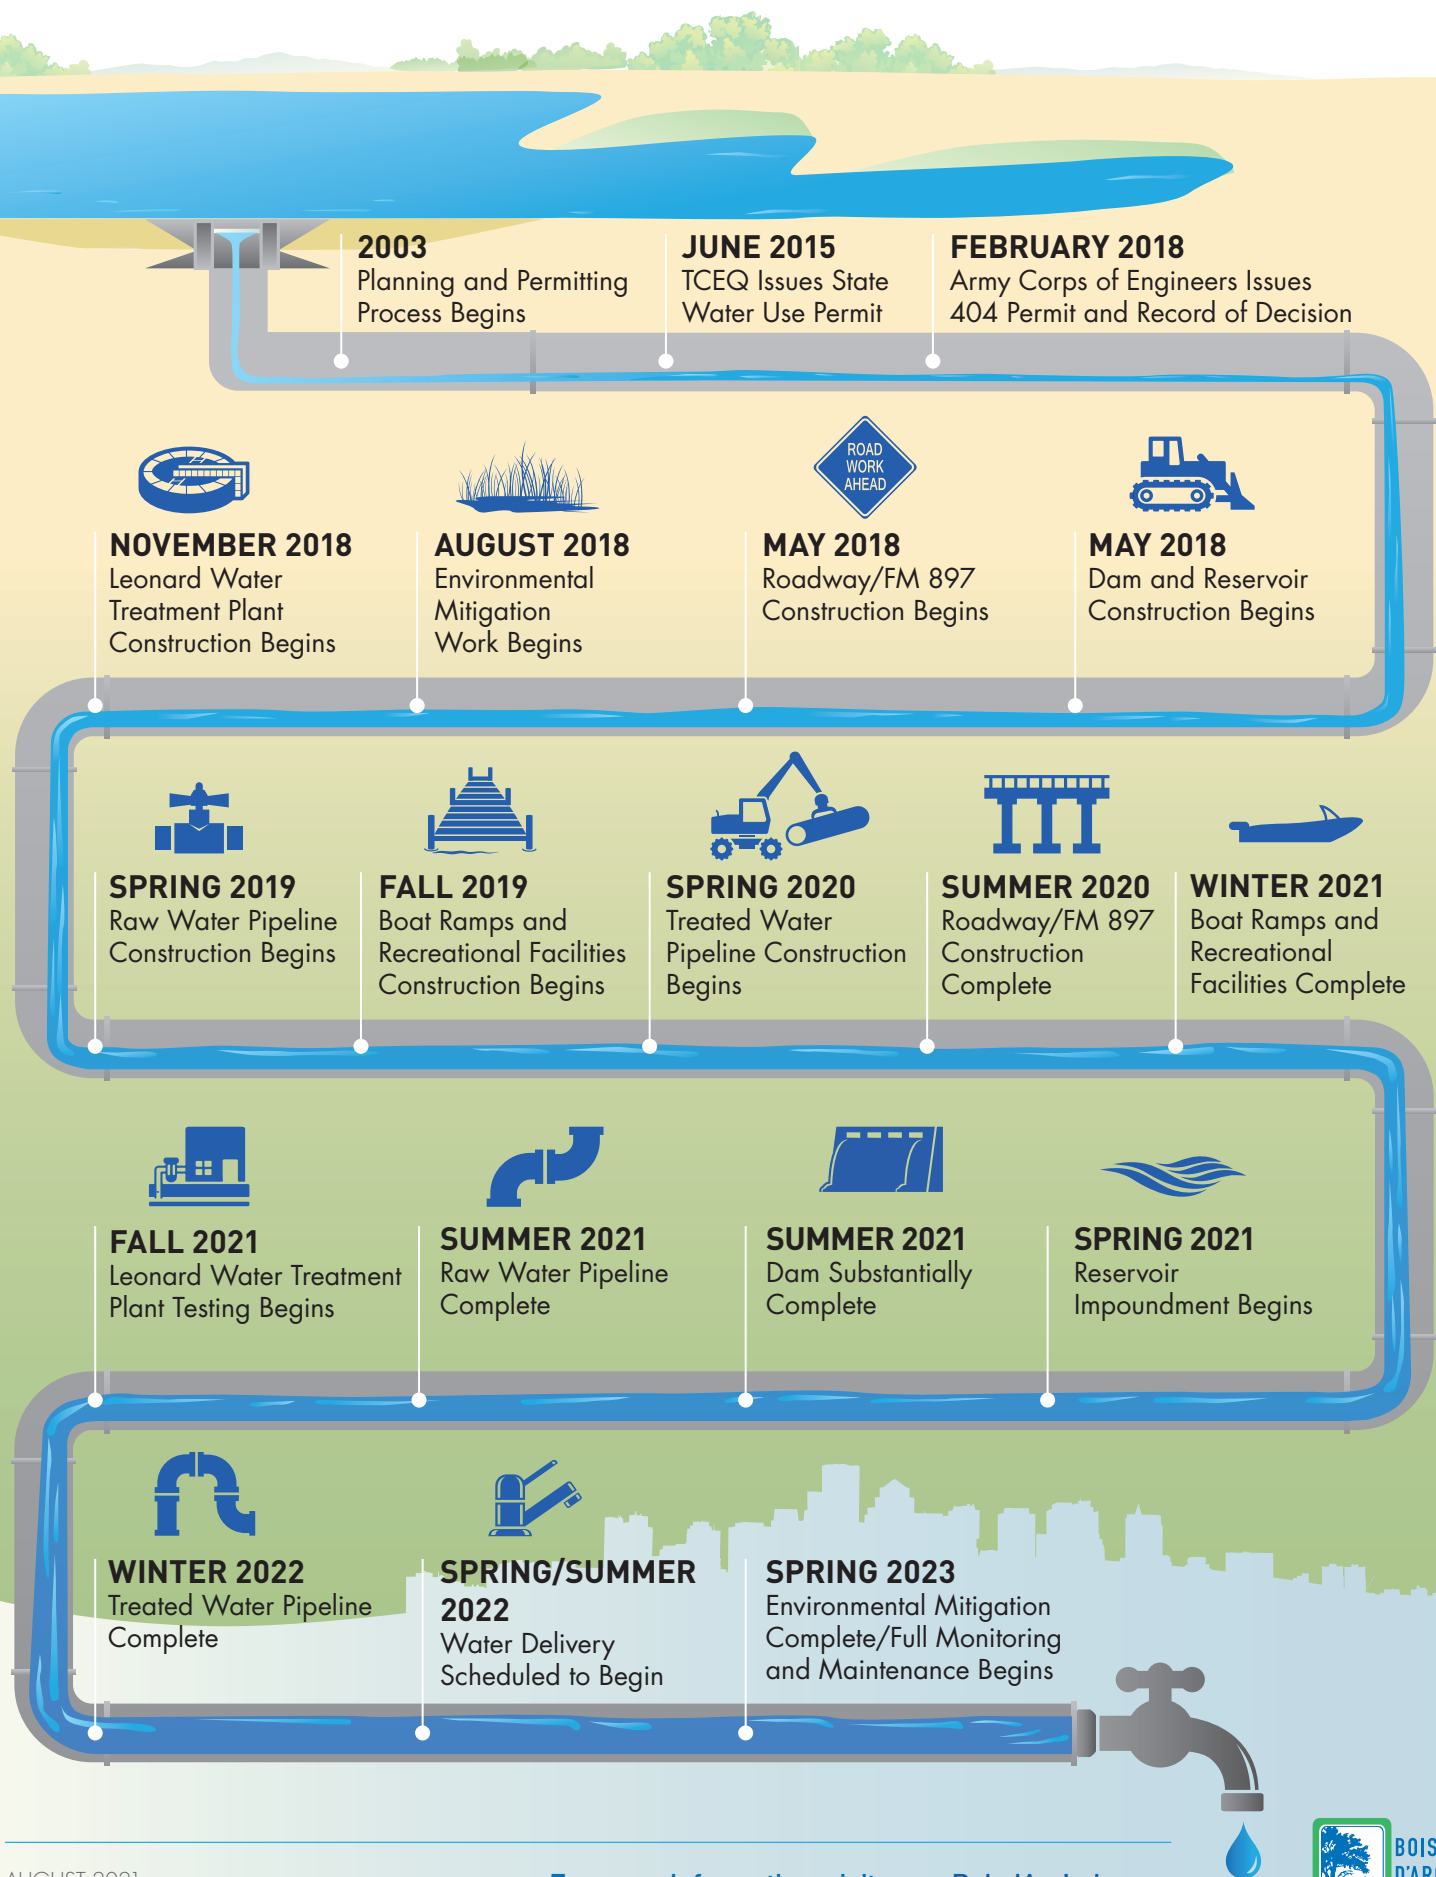 2003
Planning and Permitting
Process Begins
JUNE 2015
TCEQ Issues State
Water Use Permit
FEBRUARY 2018
Army Corps of Engineers Issues
404 Permit and Record of Decision
ROAD
WORK
AHEAD
NOVEMBER 2018
Leonard Water
Treatment Plant
Construction Begins
AUGUST 2018
Environmental
Mitigation
Work Begins
MAY 2018
Roadway/FM 897
Construction Begins
MAY 2018
Dam and Reservoir
Construction Begins
SPRING 2019
Raw Water Pipeline
Construction Begins
FALL 2019
Boat Ramps and
Recreational Facilities
Construction Begins
SPRING 2020
Treated Water
Pipeline Construction
Begins
SUMMER 2020
Roadway/FM 897
Construction
Complete
WINTER 2021
Boat Ramps and
Recreational
Facilities Complete
FALL 2021
Leonard Water Treatment
Plant Testing Begins
SUMMER 2021
Raw Water Pipeline
Complete
SUMMER 2021
Dam Substantially
Complete
SPRING 2021
Reservoir
Impoundment Begins
WINTER 2022
Treated Water Pipeline
Complete
SPRING/SUMMER
2022
Water Delivery
Scheduled to Begin
SPRING 2023
Environmental Mitigation
Complete/Full Monitoring
and Maintenance Begins
AUGUST 2021
BOIS